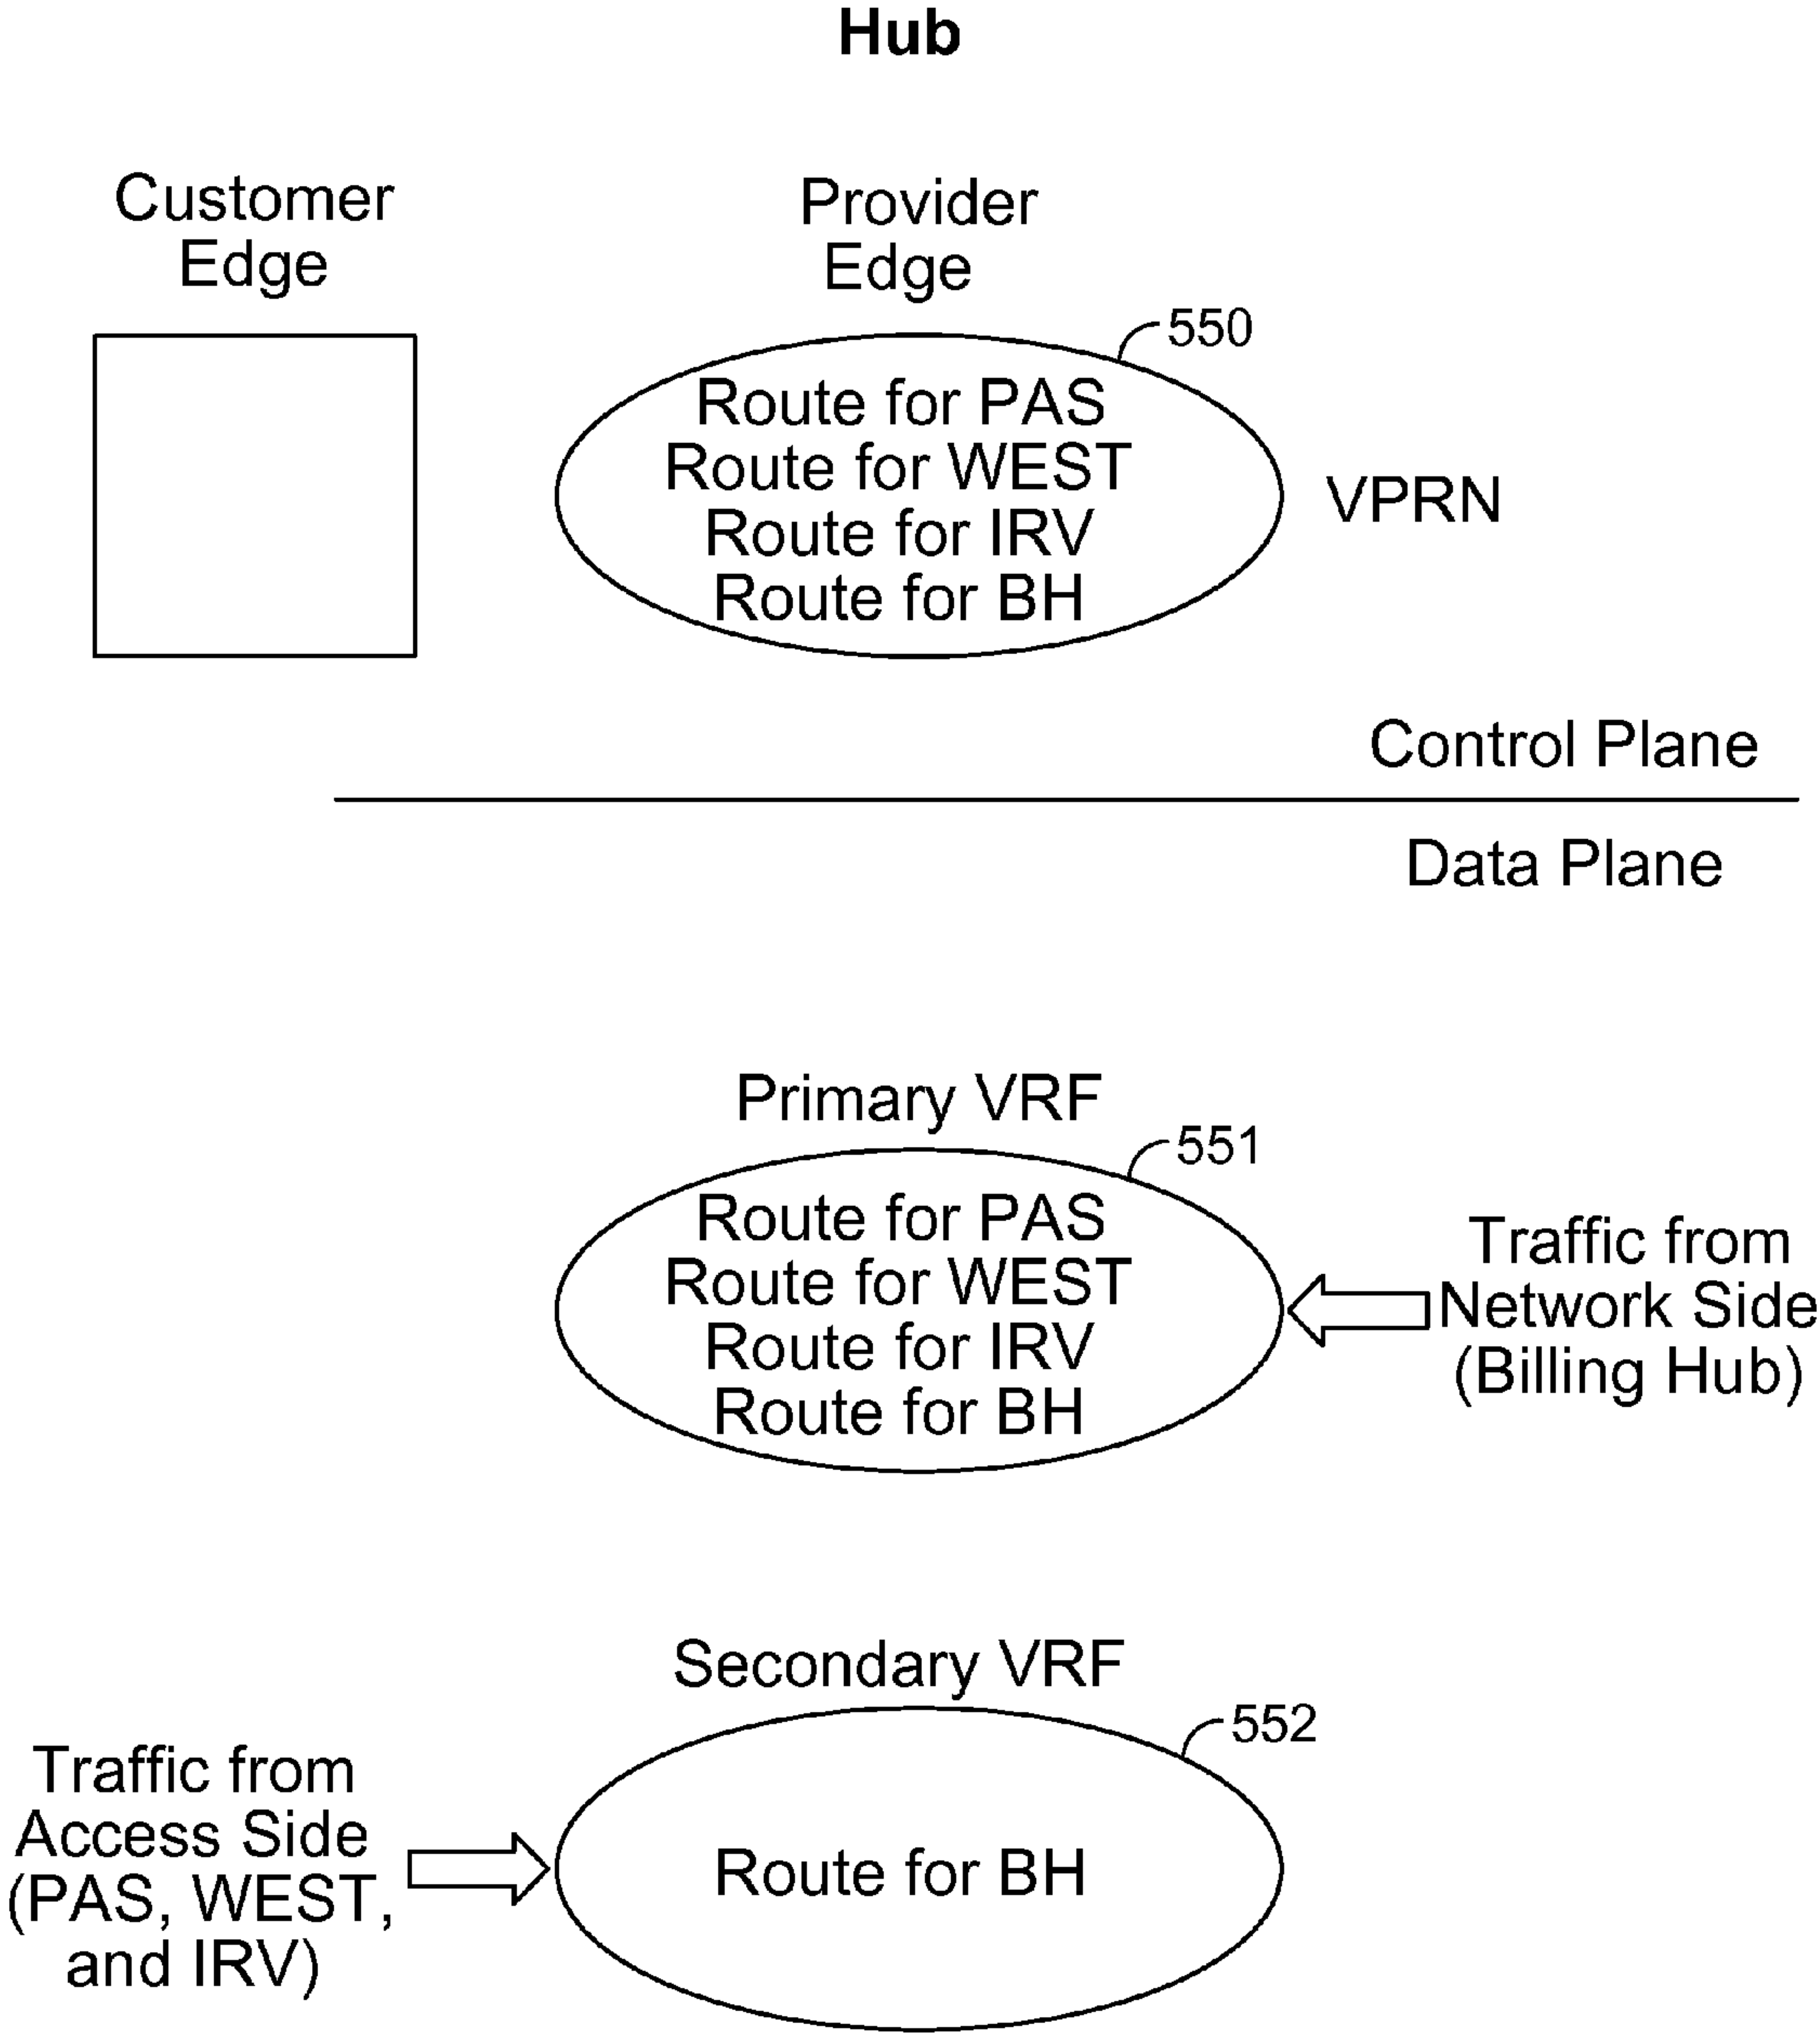 Hub
Customer
Edge
Provider
Edge
550
Route for PAS
Route for WEST
Route for IRV
Route for BH
VPRN
Control Plane
Data Plane
Primary VRF
551
Route for PAS
Route for WEST
Route for IRV
Route for BH
Traffic from
Network Side
(Billing Hub)
Secondary VRF
552
Traffic from
Access Side
(PAS, WEST,
and IRV)
Route for BH